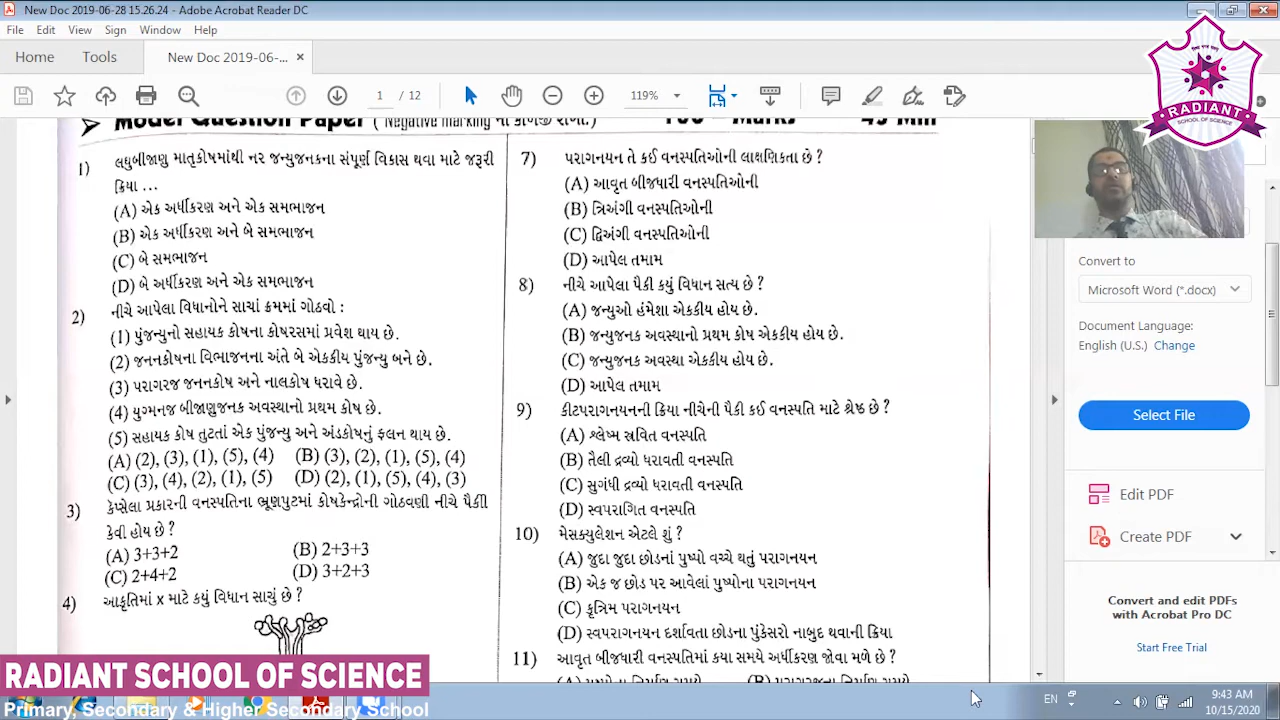 New Doc 2019-06-28 15.26.24 - Adobe Acrobat Reader DC
File Edit View Sign Window Help
Home Tools New Doc 2019-06-... ×
1 / 12 119%
RADIANT
SCHOOL OF SCIENCE
Model Question Paper
1) લઘુબીજાણુ માતૃકોષમાંથી નર જન્યુજનકના સંપૂર્ણ વિકાસ થવા માટે જરૂરી
ક્રિયા ...
(A) એક અર્ધીકરણ અને એક સમભાજન
(B) એક અર્ધીકરણ અને બે સમભાજન
(C) બે સમભાજન
(D) બે અર્ધીકરણ અને એક સમભાજન
2) નીચે આપેલા વિધાનોને સાચાં ક્રમમાં ગોઠવો :
(1) પુંજન્યુનો સહાયક કોષના કોષરસમાં પ્રવેશ થાય છે.
(2) જનનકોષના વિભાજનના અંતે બે એકકીય પુંજન્યુ બને છે.
(3) પરાગરજ જનનકોષ અને નાલકોષ ધરાવે છે.
(4) યુગ્મનજ બીજાણુજનક અવસ્થાનો પ્રથમ કોષ છે.
(5) સહાયક કોષ તુટતાં એક પુંજન્યુ અને અંડકોષનું ફલન થાય છે.
(A) (2), (3), (1), (5), (4) (B) (3), (2), (1), (5), (4)
(C) (3), (4), (2), (1), (5) (D) (2), (1), (5), (4), (3)
3) કેપ્સેલા પ્રકારની વનસ્પતિના ભ્રૂણપુટમાં કોષકેન્દ્રોની ગોઠવણી નીચે પૈકી
કેવી હોય છે?
(A) 3+3+2 (B) 2+3+3
(C) 2+4+2 (D) 3+2+3
4) આકૃતિમાં x માટે કયું વિધાન સાચું છે?
7) પરાગનયન તે કઈ વનસ્પતિઓની લાક્ષણિકતા છે?
(A) આવૃત બીજધારી વનસ્પતિઓની
(B) ત્રિઅંગી વનસ્પતિઓની
(C) દ્વિઅંગી વનસ્પતિઓની
(D) આપેલ તમામ
8) નીચે આપેલા પૈકી કયું વિધાન સત્ય છે?
(A) જન્યુઓ હંમેશા એકકીય હોય છે.
(B) જન્યુજનક અવસ્થાનો પ્રથમ કોષ એકકીય હોય છે.
(C) જન્યુજનક અવસ્થા એકકીય હોય છે.
(D) આપેલ તમામ
9) કીટપરાગનયનની ક્રિયા નીચેની પૈકી કઈ વનસ્પતિ માટે શ્રેષ્ઠ છે?
(A) શ્લેષ્મ સ્રવિત વનસ્પતિ
(B) તૈલી દ્રવ્યો ધરાવતી વનસ્પતિ
(C) સુગંધી દ્રવ્યો ધરાવતી વનસ્પતિ
(D) સ્વપરાગિત વનસ્પતિ
10) મેસક્યુલેશન એટલે શું?
(A) જુદા જુદા છોડનાં પુષ્પો વચ્ચે થતું પરાગનયન
(B) એક જ છોડ પર આવેલાં પુષ્પોના પરાગનયન
(C) કૃત્રિમ પરાગનયન
(D) સ્વપરાગનયન દર્શાવતા છોડના પુંકેસરો નાબુદ થવાની ક્રિયા
11) આવૃત બીજધારી વનસ્પતિમાં કયા સમયે અર્ધીકરણ જોવા મળે છે?
Convert to
Microsoft Word (*.docx)
Document Language:
English (U.S.) Change
Select File
Edit PDF
Create PDF
Convert and edit PDFs
with Acrobat Pro DC
Start Free Trial
RADIANT SCHOOL OF SCIENCE
Primary, Secondary & Higher Secondary School
EN
9:43 AM
10/15/2020